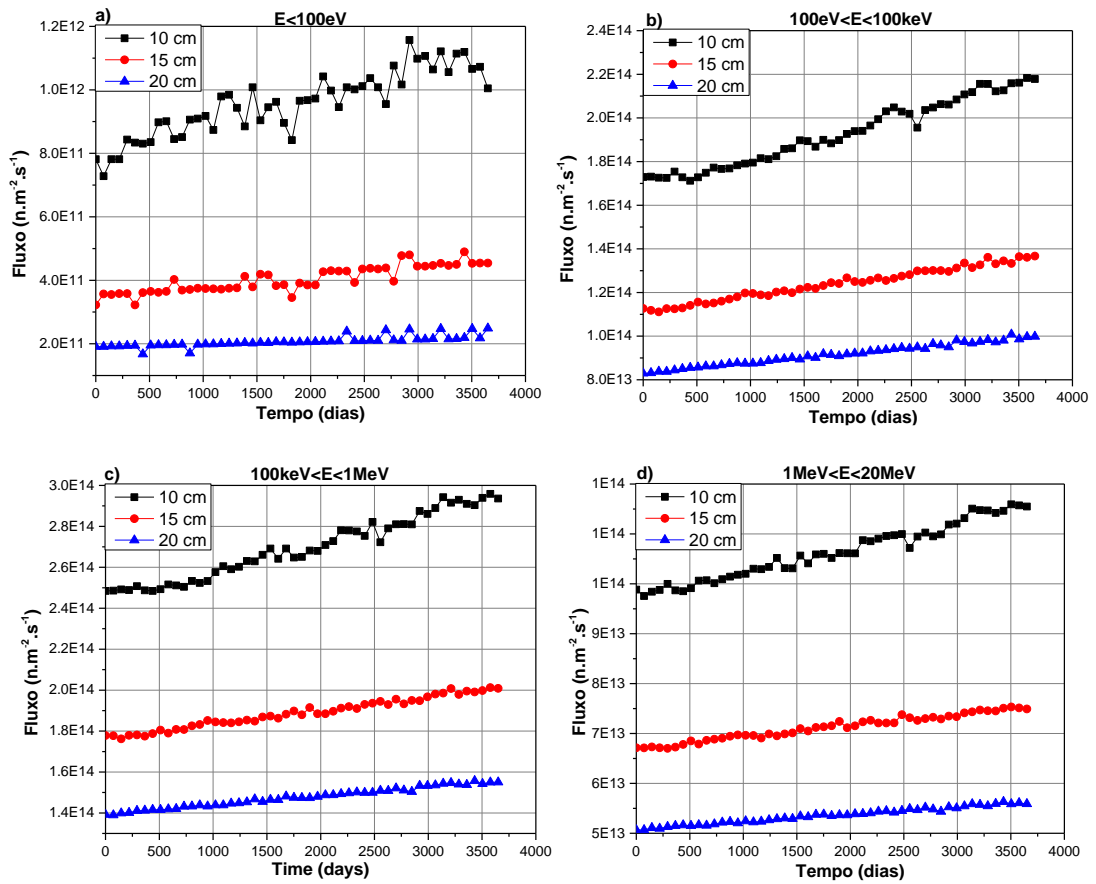 a)
E<100eV
10 cm
15 cm
20 cm
1.2E12
1.0E12
8.0E11
6.0E11
4.0E11
2.0E11
Fluxo (n.m-2.s-1)
0 500 1000 1500 2000 2500 3000 3500 4000
Tempo (dias)
b)
100eV<E<100keV
10 cm
15 cm
20 cm
2.4E14
2.2E14
2.0E14
1.8E14
1.6E14
1.4E14
1.2E14
1.0E14
8.0E13
Fluxo (n.m-2.s-1)
0 500 1000 1500 2000 2500 3000 3500 4000
Tempo (dias)
c)
100keV<E<1MeV
10 cm
15 cm
20 cm
3.0E14
2.8E14
2.6E14
2.4E14
2.2E14
2.0E14
1.8E14
1.6E14
1.4E14
Fluxo (n.m-2.s-1)
0 500 1000 1500 2000 2500 3000 3500 4000
Time (days)
d)
1MeV<E<20MeV
10 cm
15 cm
20 cm
1E14
1E14
1E14
9E13
8E13
7E13
6E13
5E13
Fluxo (n.m-2.s-1)
0 500 1000 1500 2000 2500 3000 3500 4000
Tempo (dias)